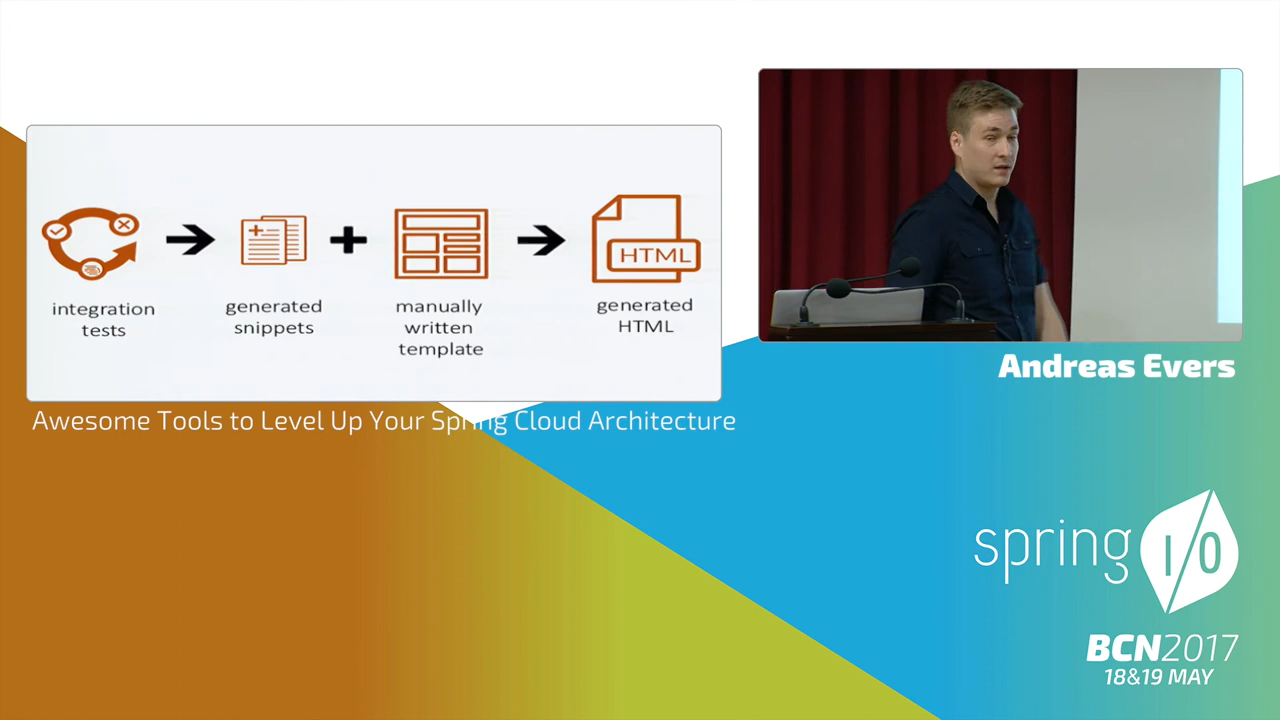 integration
tests
generated
snippets
manually
written
template
HTML
generated
HTML
Andreas Evers
Awesome Tools to Level Up Your Spring Cloud Architecture
spring I/O
BCN2017
18&19 MAY